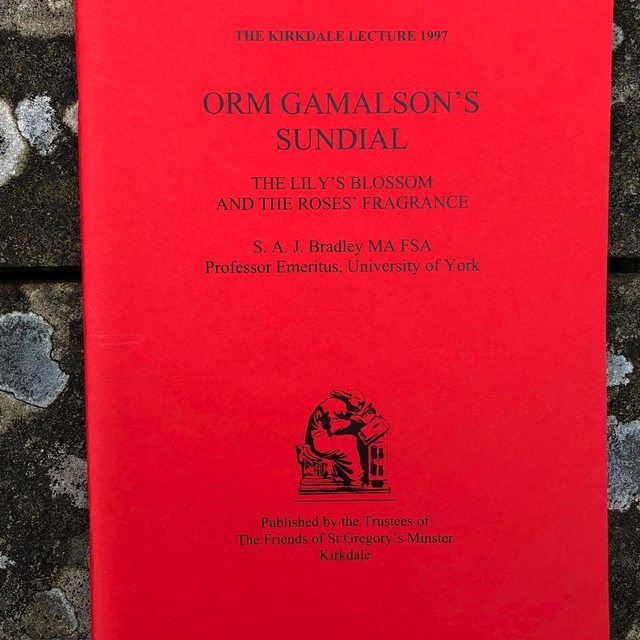 THE KIRKDALE LECTURE 1997
ORM GAMALSON'S
SUNDIAL
THE LILY'S BLOSSOM
AND THE ROSES' FRAGRANCE
S. A. J. Bradley MA FSA
Professor Emeritus, University of York
Published by the Trustees of
The Friends of St Gregory's Minster
Kirkdale